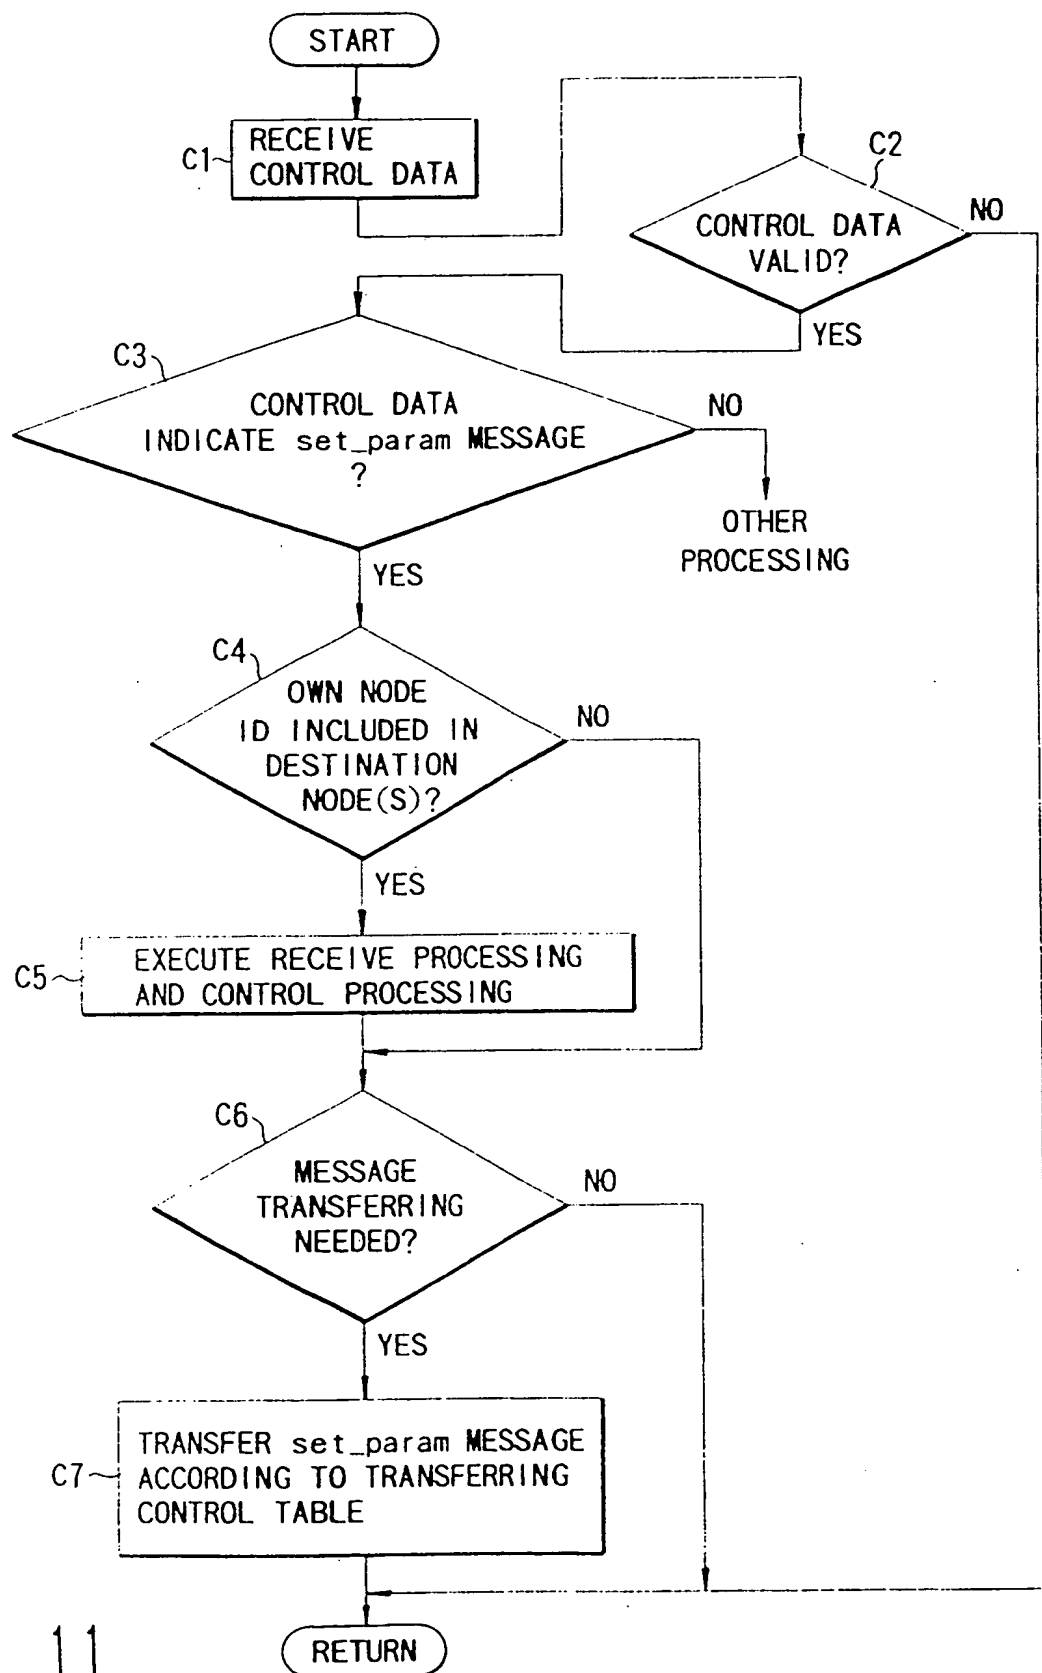 START
C1
RECEIVE
CONTROL DATA
C2
CONTROL DATA
VALID?
NO
YES
C3
CONTROL DATA
INDICATE set_param MESSAGE
?
NO
OTHER
PROCESSING
YES
C4
OWN NODE
ID INCLUDED IN
DESTINATION
NODE(S)?
NO
YES
C5
EXECUTE RECEIVE PROCESSING
AND CONTROL PROCESSING
C6
MESSAGE
TRANSFERRING
NEEDED?
NO
YES
C7
TRANSFER set_param MESSAGE
ACCORDING TO TRANSFERRING
CONTROL TABLE
RETURN
11